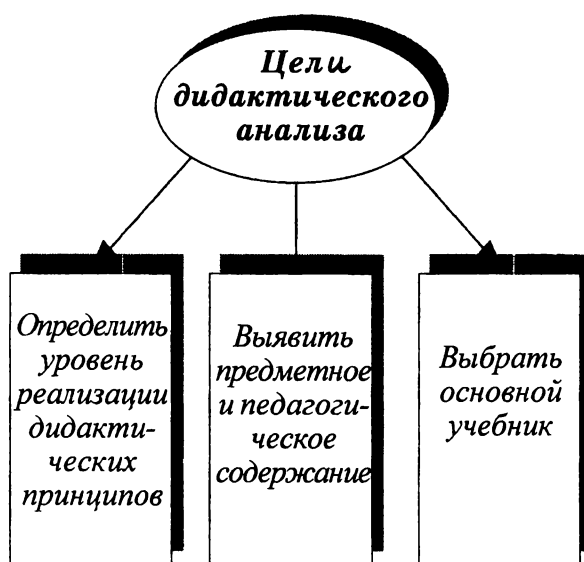 Цели
дидактического
анализа
Определить
уровень
реализации
дидакти-
ческих
принципов
Выявить
предметное
и педагоги-
ческое
содержание
Выбрать
основной
учебник